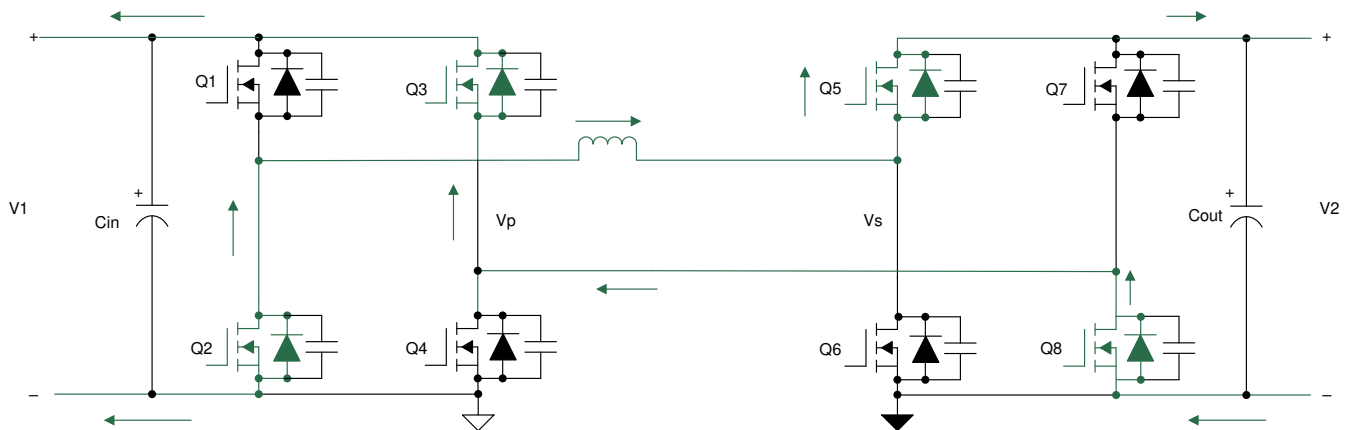 +
Q1
Q3
Q5
Q7
+
V1
+
Cin
Vp
Vs
+
Cout
V2
Q2
Q4
Q6
Q8
–
–